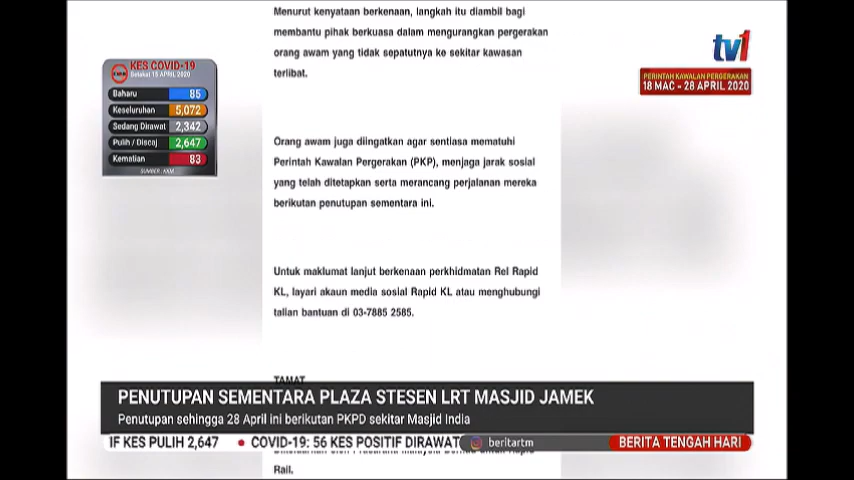 Menurut kenyataan berkenaan, langkah itu diambil bagi
membantu pihak berkuasa dalam mengurangkan pergerakan
orang awam yang tidak sepatutnya ke sekitar kawasan
terlibat.
tv1
PERINTAH KAWALAN PERGERAKAN
18 MAC - 28 APRIL 2020
KES COVID-19
Setakat 15 APRIL 2020
Baharu 85
Keseluruhan 5,072
Sedang Dirawat 2,342
Pulih / Discaj 2,647
Kematian 83
SUMBER : KKM
Orang awam juga diingatkan agar sentiasa mematuhi
Perintah Kawalan Pergerakan (PKP), menjaga jarak sosial
yang telah ditetapkan serta merancang perjalanan mereka
berikutan penutupan sementara ini.
Untuk maklumat lanjut berkenaan perkhidmatan Rel Rapid
KL, layari akaun media sosial Rapid KL atau menghubungi
talian bantuan di 03-7885 2585.
TAMAT
PENUTUPAN SEMENTARA PLAZA STESEN LRT MASJID JAMEK
Penutupan sehingga 28 April ini berikutan PKPD sekitar Masjid India
IF KES PULIH 2,647 • COVID-19: 56 KES POSITIF DIRAWAT
beritartm
BERITA TENGAH HARI
Rail.